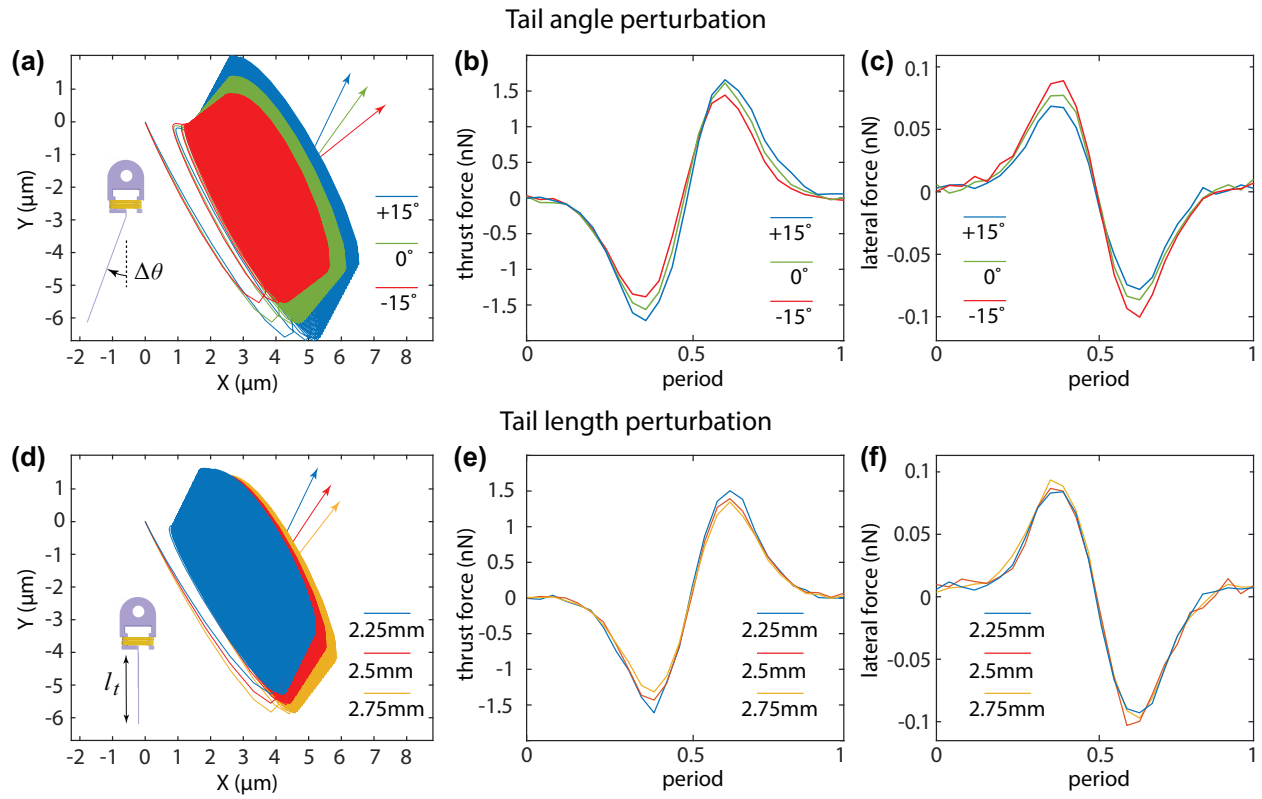 Tail angle perturbation
(a)
1
0
-1
-2
-3
-4
-5
-6
Y (μm)
-2 -1 0 1 2 3 4 5 6 7 8
X (μm)
Δθ
+15°
0°
-15°
(b)
1.5
1
0.5
0
-0.5
-1
-1.5
thrust force (nN)
0 0.5 1
period
+15°
0°
-15°
(c)
0.1
0.05
0
-0.05
-0.1
lateral force (nN)
0 0.5 1
period
+15°
0°
-15°
Tail length perturbation
(d)
1
0
-1
-2
-3
-4
-5
-6
Y (μm)
-2 -1 0 1 2 3 4 5 6 7 8
X (μm)
lt
2.25mm
2.5mm
2.75mm
(e)
1.5
1
0.5
0
-0.5
-1
-1.5
thrust force (nN)
0 0.5 1
period
2.25mm
2.5mm
2.75mm
(f)
0.1
0.05
0
-0.05
-0.1
lateral force (nN)
0 0.5 1
period
2.25mm
2.5mm
2.75mm